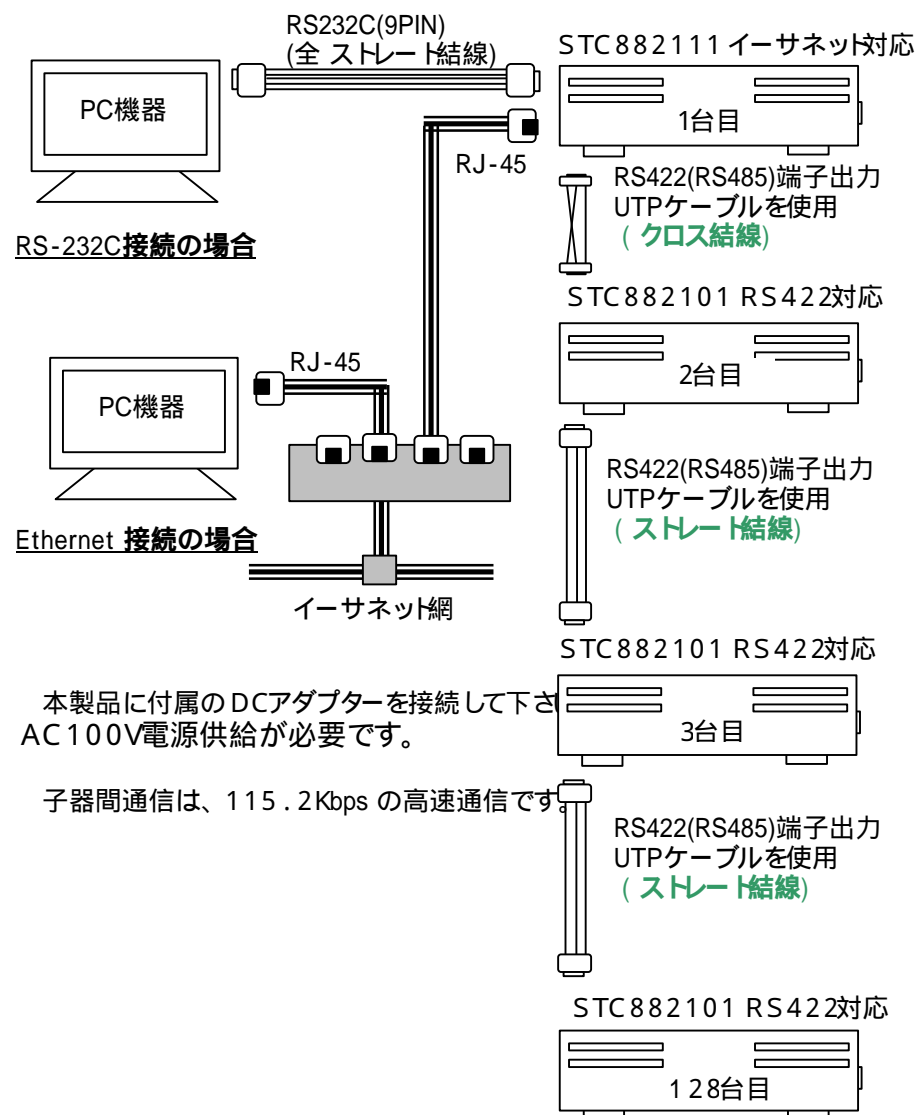 RS232C(9PIN)
(全 ストレート結線)
PC機器
RJ-45
RS-232C接続の場合
STC882111 イーサネット対応
1台目
RS422(RS485)端子出力
UTPケーブルを使用
( クロス結線)
STC882101 RS422対応
2台目
RJ-45
PC機器
Ethernet 接続の場合
イーサネット網
RS422(RS485)端子出力
UTPケーブルを使用
( ストレート結線)
STC882101 RS422対応
3台目
本製品に付属のDCアダプターを接続して下さ
AC100V電源供給が必要です。
子器間通信は、115.2Kbps の高速通信です。
RS422(RS485)端子出力
UTPケーブルを使用
( ストレート結線)
STC882101 RS422対応
128台目